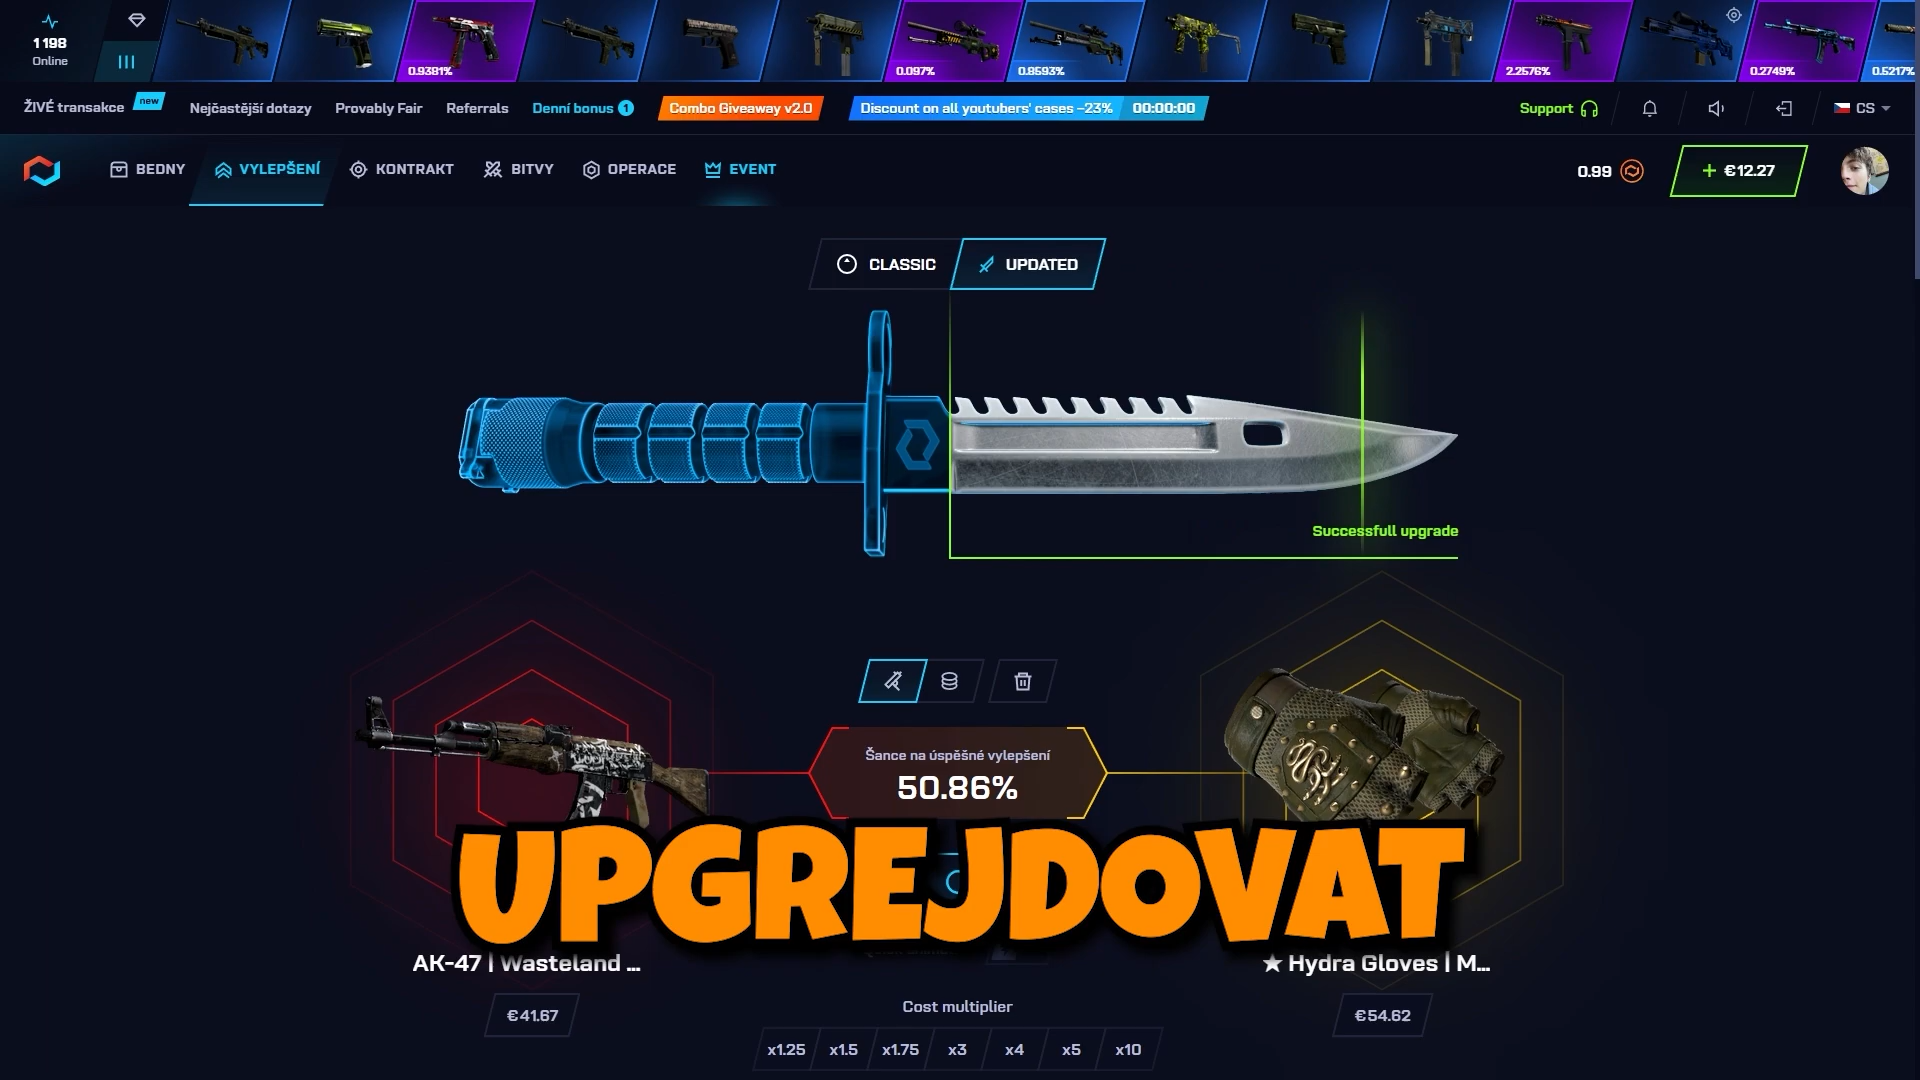 1 198
Online
0.9381%
0.097%
0.8593%
2.2576%
0.2749%
0.5217%
ŽIVÉ transakce new
Nejčastější dotazy
Provably Fair
Referrals
Denní bonus 1
Combo Giveaway v2.0
Discount on all youtubers' cases -23% 00:00:00
Support
CS
BEDNY
VYLEPŠENÍ
KONTRAKT
BITVY
OPERACE
EVENT
0.99
+ €12.27
CLASSIC
UPDATED
Successfull upgrade
Šance na úspěšné vylepšení
50.86%
UPGREJDOVAT
AK-47 | Wasteland ...
★ Hydra Gloves | M...
€41.67
€54.62
Cost multiplier
x1.25
x1.5
x1.75
x3
x4
x5
x10